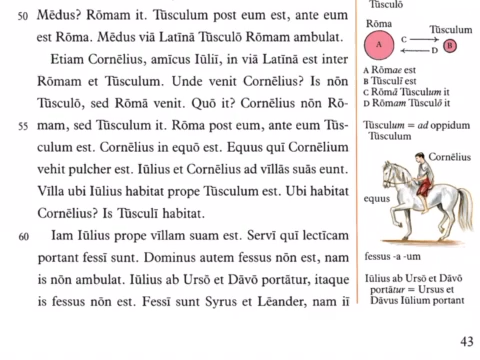 50 Mēdus? Rōmam it. Tūsculum post eum est, ante eum
est Rōma. Mēdus viā Latīnā Tūsculō Rōmam ambulat.
Etiam Cornēlius, amīcus Iūliī, in viā Latīnā est inter
Rōmam et Tūsculum. Unde venit Cornēlius? Is nōn
Tūsculō, sed Rōmā venit. Quō it? Cornēlius nōn Rō-
55 mam, sed Tūsculum it. Rōma post eum, ante eum Tūs-
culum est. Cornēlius in equō est. Equus quī Cornēlium
vehit pulcher est. Iūlius et Cornēlius ad vīllās suās eunt.
Vīlla ubi Iūlius habitat prope Tūsculum est. Ubi habitat
Cornēlius? Is Tūsculī habitat.
60 Iam Iūlius prope vīllam suam est. Servī quī lectīcam
portant fessī sunt. Dominus autem fessus nōn est, nam
is nōn ambulat. Iūlius ab Ursō et Dāvō portātur, itaque
is fessus nōn est. Fessī sunt Syrus et Lēander, nam iī
Tūsculō
Rōma
Tūsculum
A
C
D
B
A Rōmae est
B Tūsculī est
C Rōmā Tūsculum it
D Rōmam Tūsculō it
Tūsculum = ad oppidum
Tūsculum
Cornēlius
equus
fessus -a -um
Iūlius ab Ursō et Dāvō
portātur = Ursus et
Dāvus Iūlium portant
43